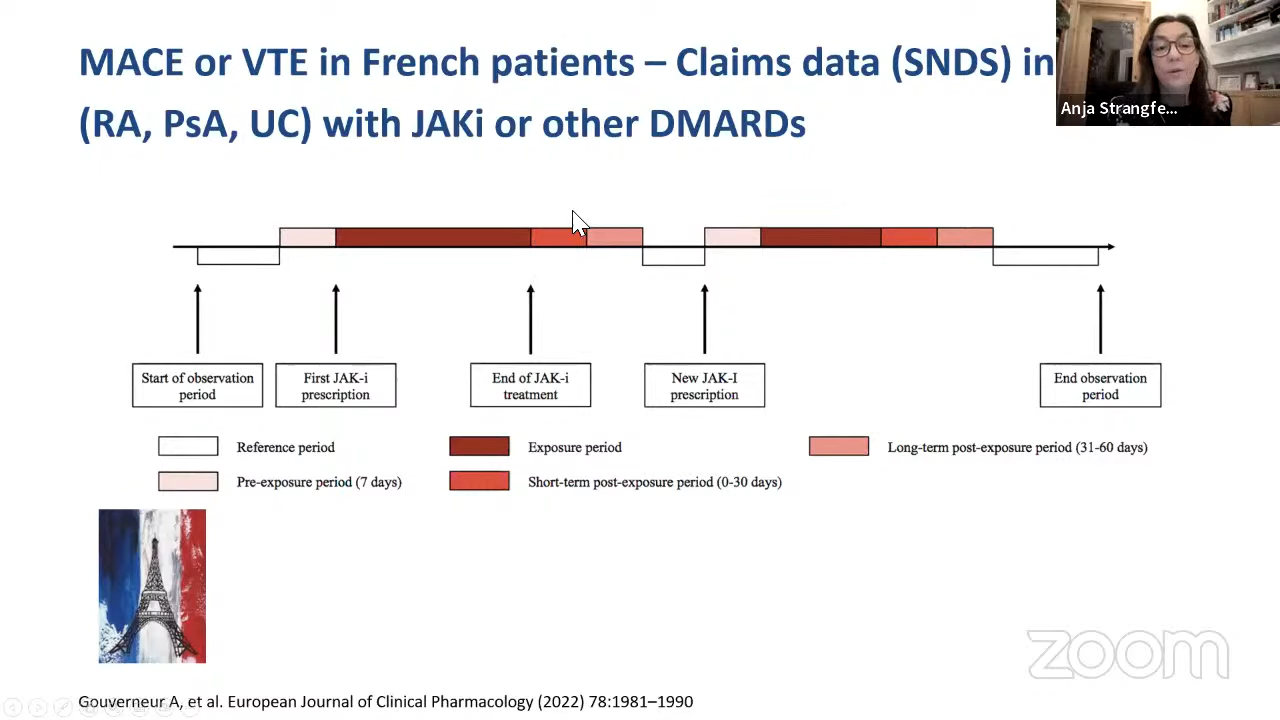 MACE or VTE in French patients – Claims data (SNDS) in
(RA, PsA, UC) with JAKi or other DMARDs
Anja Strangfe...
Start of observation
period
First JAK-i
prescription
End of JAK-i
treatment
New JAK-I
prescription
End observation
period
Reference period
Exposure period
Long-term post-exposure period (31-60 days)
Pre-exposure period (7 days)
Short-term post-exposure period (0-30 days)
zoom
Gouverneur A, et al. European Journal of Clinical Pharmacology (2022) 78:1981–1990